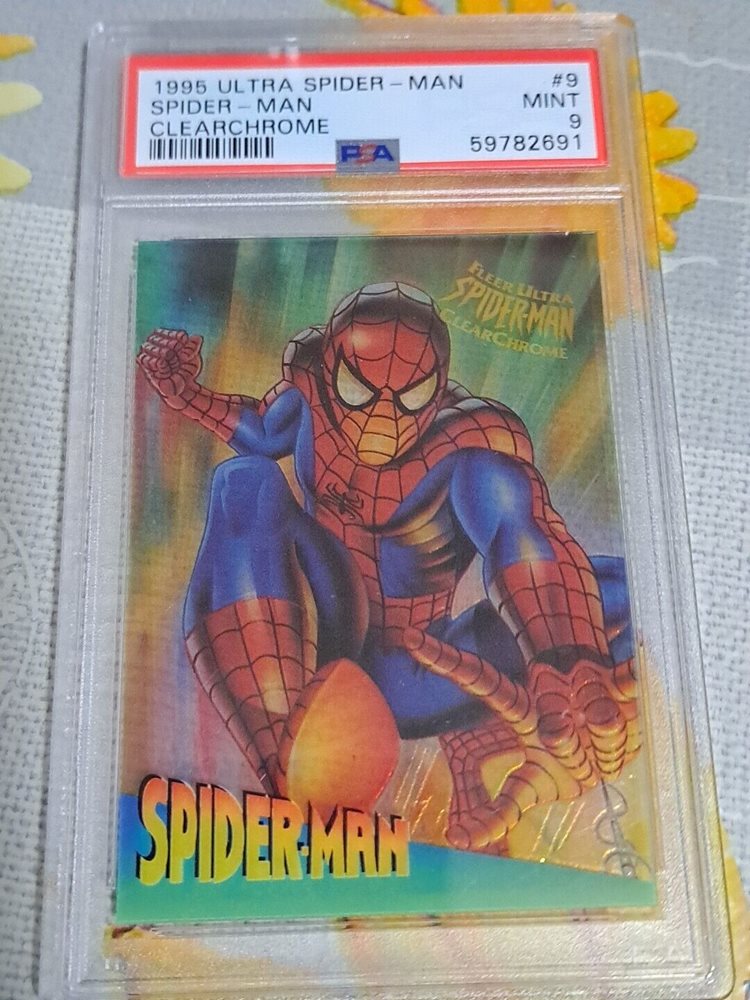 1995 ULTRA SPIDER-MAN #9
SPIDER-MAN MINT
CLEARCHROME 9
PSA 59782691
FLEER ULTRA
SPIDER-MAN
CLEARCHROME
SPIDER-MAN